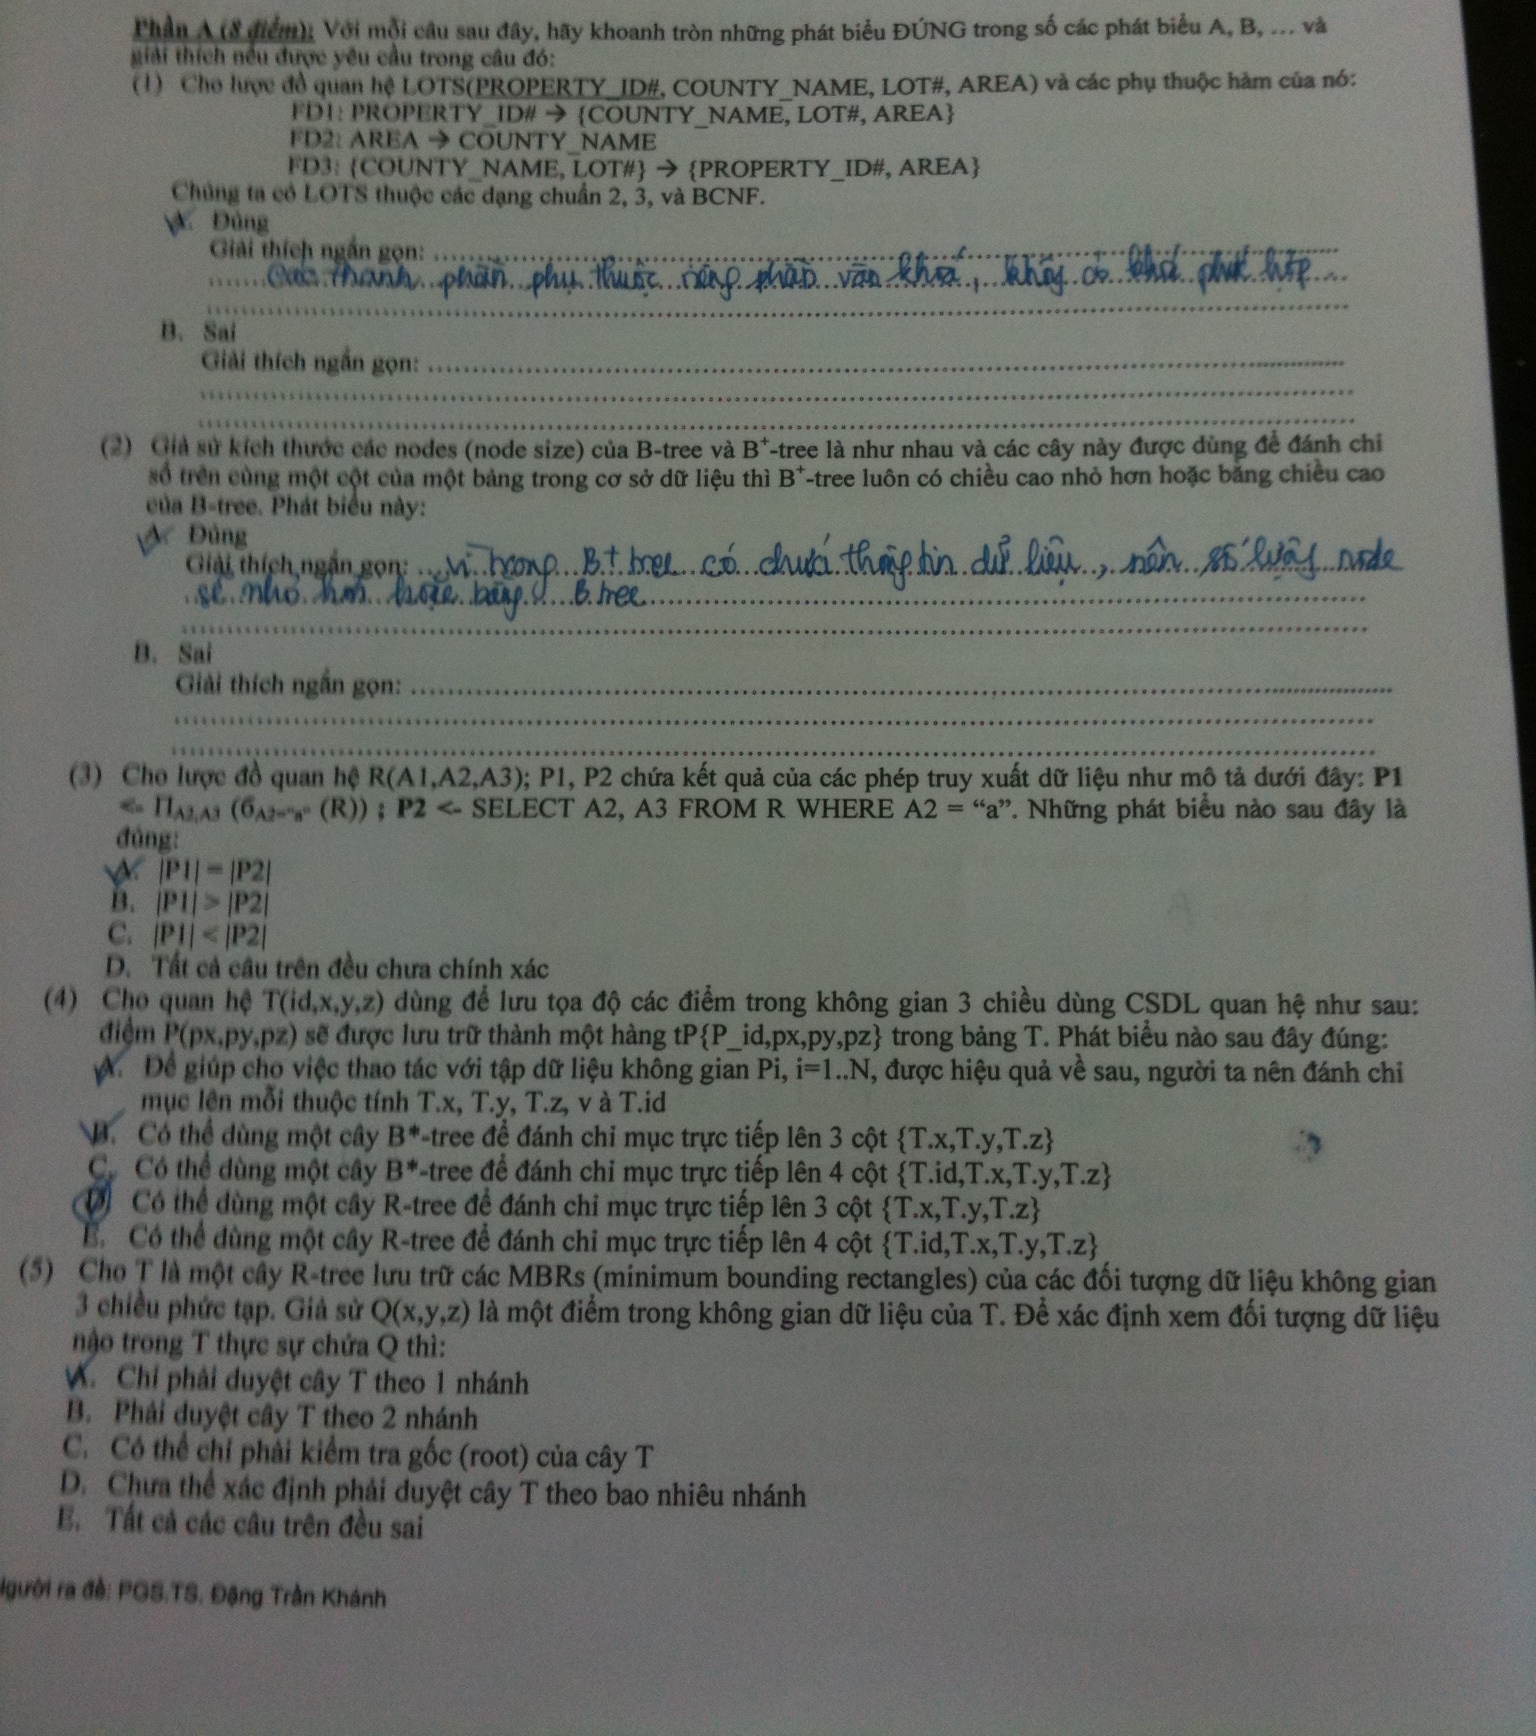 Phần A (8 điểm): Với mỗi câu sau đây, hãy khoanh tròn những phát biểu ĐÚNG trong số các phát biểu A, B, ... và
giải thích nếu được yêu cầu trong câu đó:
(1) Cho lược đồ quan hệ LOTS(PROPERTY_ID#, COUNTY_NAME, LOT#, AREA) và các phụ thuộc hàm của nó:
FD1: PROPERTY_ID# → {COUNTY_NAME, LOT#, AREA}
FD2: AREA → COUNTY_NAME
FD3: {COUNTY_NAME, LOT#} → {PROPERTY_ID#, AREA}
Chúng ta có LOTS thuộc các dạng chuẩn 2, 3, và BCNF.
A. Đúng
Giải thích ngắn gọn:
Các thành phần phụ thuộc từng phần vào khoá, không có khoá phức hợp
B. Sai
Giải thích ngắn gọn:
(2) Giả sử kích thước các nodes (node size) của B-tree và B+-tree là như nhau và các cây này được dùng để đánh chỉ
số trên cùng một cột của một bảng trong cơ sở dữ liệu thì B+-tree luôn có chiều cao nhỏ hơn hoặc bằng chiều cao
của B-tree. Phát biểu này:
A. Đúng
Giải thích ngắn gọn: vì trong B+ tree có chứa thông tin dữ liệu, nên số lượng node
sẽ nhỏ hơn hoặc bằng B tree
B. Sai
Giải thích ngắn gọn:
(3) Cho lược đồ quan hệ R(A1,A2,A3); P1, P2 chứa kết quả của các phép truy xuất dữ liệu như mô tả dưới đây: P1
<- Π A2,A3 (σ A2="a" (R)) ; P2 <- SELECT A2, A3 FROM R WHERE A2 = “a”. Những phát biểu nào sau đây là
đúng:
A. |P1| = |P2|
B. |P1| > |P2|
C. |P1| < |P2|
D. Tất cả câu trên đều chưa chính xác
(4) Cho quan hệ T(id,x,y,z) dùng để lưu tọa độ các điểm trong không gian 3 chiều dùng CSDL quan hệ như sau:
điểm P(px,py,pz) sẽ được lưu trữ thành một hàng tP{P_id,px,py,pz} trong bảng T. Phát biểu nào sau đây đúng:
A. Để giúp cho việc thao tác với tập dữ liệu không gian Pi, i=1..N, được hiệu quả về sau, người ta nên đánh chỉ
mục lên mỗi thuộc tính T.x, T.y, T.z, v à T.id
B. Có thể dùng một cây B*-tree để đánh chỉ mục trực tiếp lên 3 cột {T.x,T.y,T.z}
C. Có thể dùng một cây B*-tree để đánh chỉ mục trực tiếp lên 4 cột {T.id,T.x,T.y,T.z}
D. Có thể dùng một cây R-tree để đánh chỉ mục trực tiếp lên 3 cột {T.x,T.y,T.z}
E. Có thể dùng một cây R-tree để đánh chỉ mục trực tiếp lên 4 cột {T.id,T.x,T.y,T.z}
(5) Cho T là một cây R-tree lưu trữ các MBRs (minimum bounding rectangles) của các đối tượng dữ liệu không gian
3 chiều phức tạp. Giả sử Q(x,y,z) là một điểm trong không gian dữ liệu của T. Để xác định xem đối tượng dữ liệu
nào trong T thực sự chứa Q thì:
A. Chỉ phải duyệt cây T theo 1 nhánh
B. Phải duyệt cây T theo 2 nhánh
C. Có thể chỉ phải kiểm tra gốc (root) của cây T
D. Chưa thể xác định phải duyệt cây T theo bao nhiêu nhánh
E. Tất cả các câu trên đều sai
Người ra đề: PGS.TS. Đặng Trần Khánh